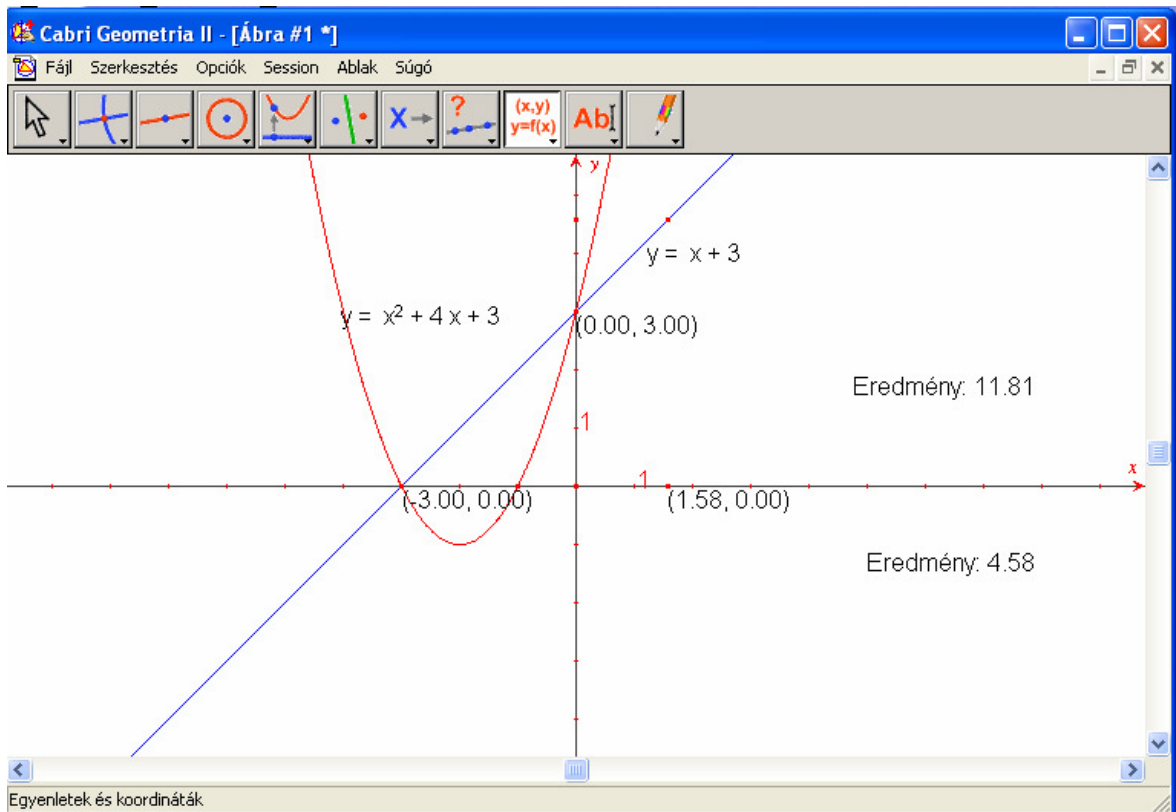 Cabri Geometria II - [Ábra #1 *]
Fájl Szerkesztés Opciók Session Ablak Súgó
? (x,y) y=f(x) X Ab
y
y = x + 3
y = x² + 4 x + 3
(0.00, 3.00)
Eredmény: 11.81
1
x
1
(-3.00, 0.00)
(1.58, 0.00)
Eredmény: 4.58
Egyenletek és koordináták